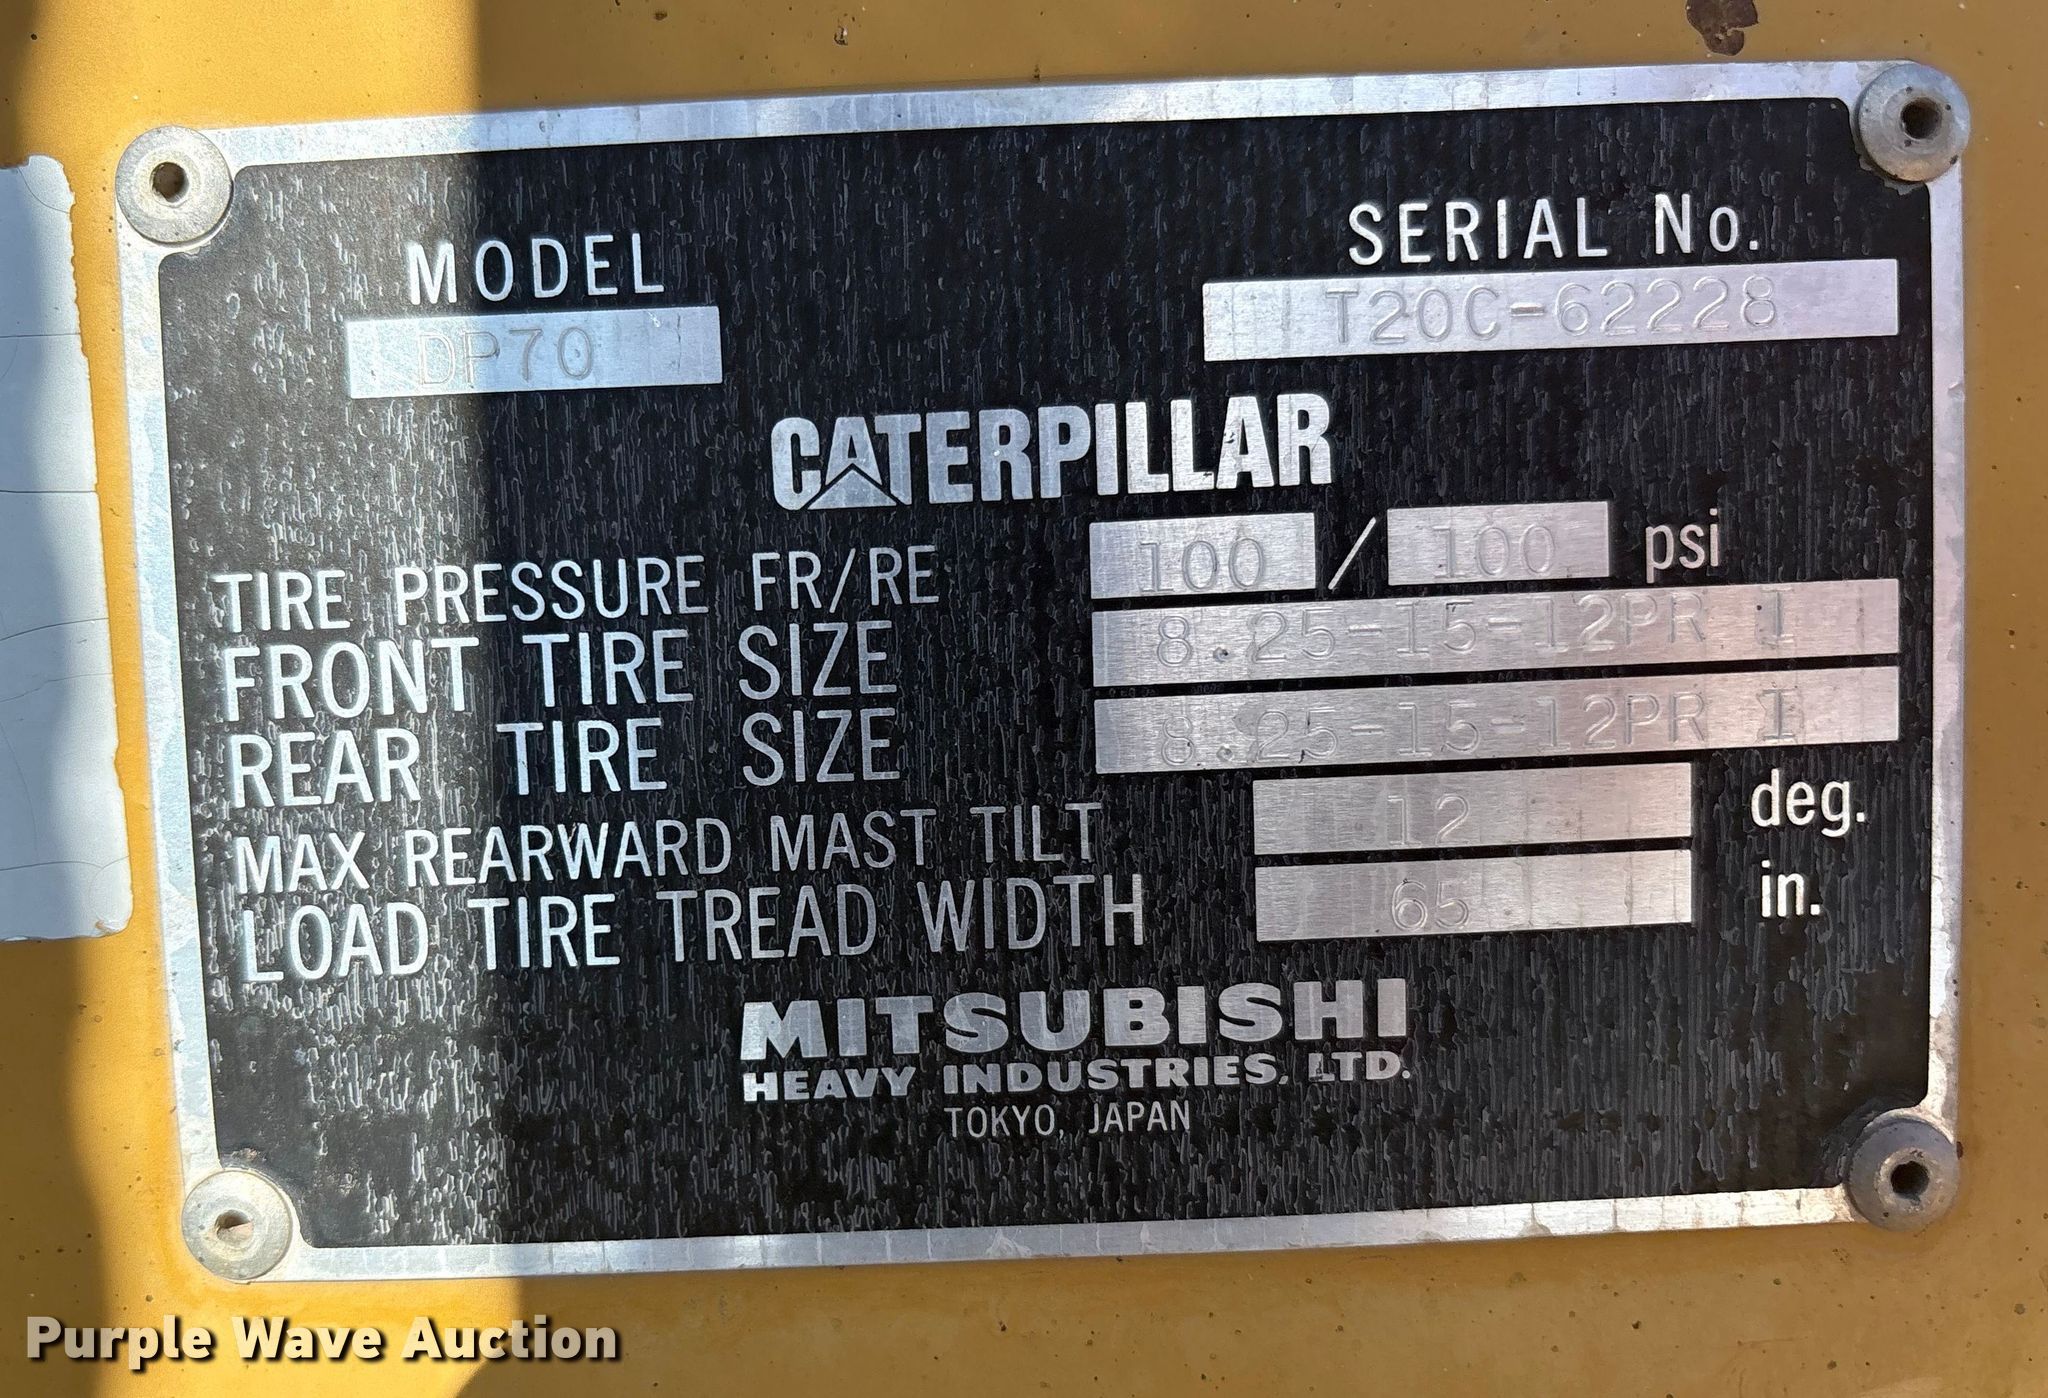 MODEL
DP70
SERIAL No.
T20C-62228
CATERPILLAR
TIRE PRESSURE FR/RE 100 / 100 psi
FRONT TIRE SIZE 8.25-15-12PR I
REAR TIRE SIZE 8.25-15-12PR I
MAX REARWARD MAST TILT 12 deg.
LOAD TIRE TREAD WIDTH 65 in.
MITSUBISHI
HEAVY INDUSTRIES, LTD.
TOKYO, JAPAN
Purple Wave Auction